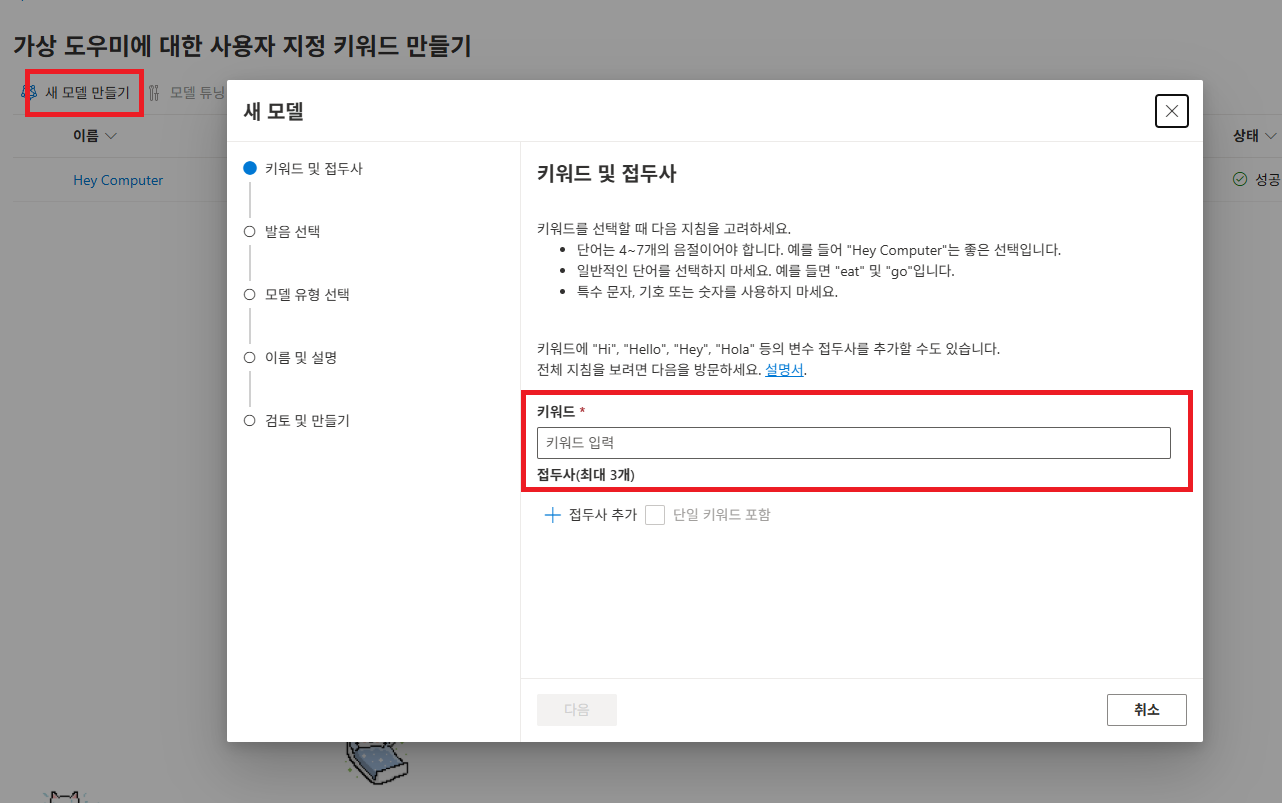 가상 도우미에 대한 사용자 지정 키워드 만들기
새 모델 만들기 모델 튜닝
이름 상태
Hey Computer 성공
새 모델
키워드 및 접두사
발음 선택
모델 유형 선택
이름 및 설명
검토 및 만들기
키워드 및 접두사
키워드를 선택할 때 다음 지침을 고려하세요.
• 단어는 4~7개의 음절이어야 합니다. 예를 들어 "Hey Computer"는 좋은 선택입니다.
• 일반적인 단어를 선택하지 마세요. 예를 들면 "eat" 및 "go"입니다.
• 특수 문자, 기호 또는 숫자를 사용하지 마세요.
키워드에 "Hi", "Hello", "Hey", "Hola" 등의 변수 접두사를 추가할 수도 있습니다.
전체 지침을 보려면 다음을 방문하세요. 설명서.
키워드 *
키워드 입력
접두사(최대 3개)
접두사 추가 단일 키워드 포함
다음 취소